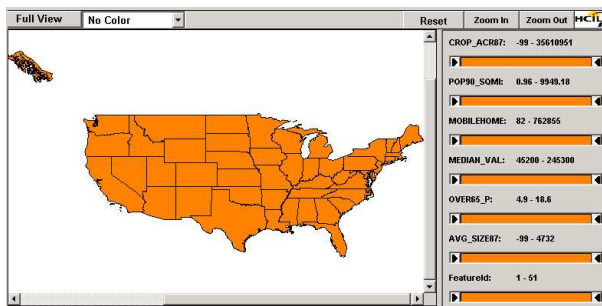 Full View No Color Reset Zoom In Zoom Out HCIL
CROP_ACR87: -99 - 35610951
POP90_SQMI: 0.96 - 9949.18
MOBILEHOME: 82 - 762855
MEDIAN_VAL: 45200 - 245300
OVER65_P: 4.9 - 18.6
AVG_SIZE87: -99 - 4732
FeatureId: 1 - 51